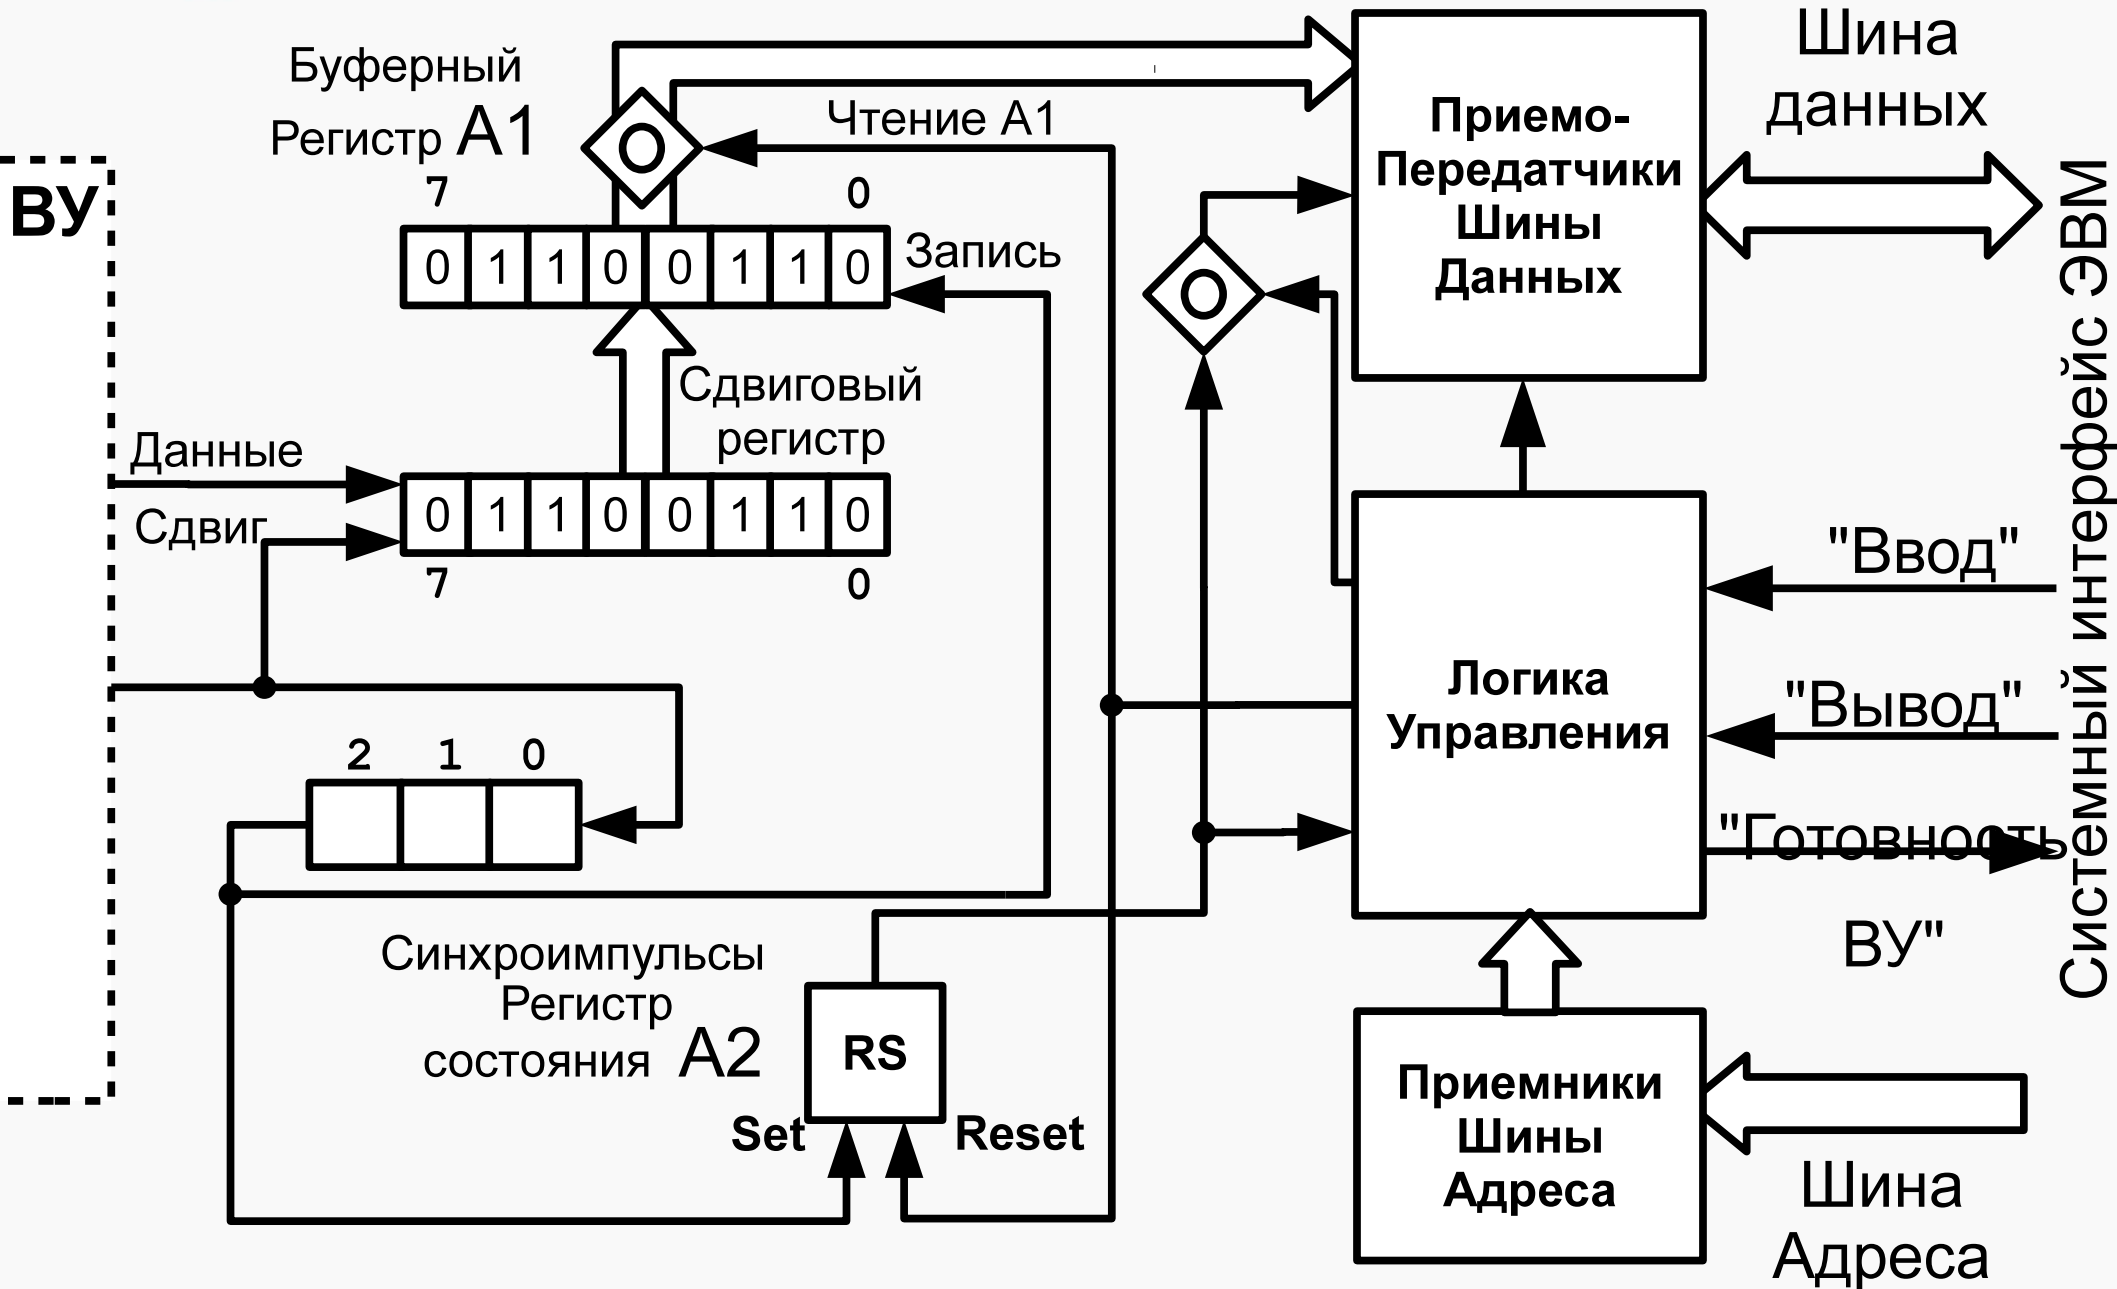 Буферный
Регистр А1
ВУ
7 0
0 1 1 0 0 1 1 0
Чтение А1
Запись
Сдвиговый
регистр
Данные
Сдвиг
0 1 1 0 0 1 1 0
7 0
2 1 0
Синхроимпульсы
Регистр
состояния А2
RS
Set
Reset
Приемо-
Передатчики
Шины
Данных
Логика
Управления
Приемники
Шины
Адреса
Шина
данных
"Ввод"
"Вывод"
"Готовность
ВУ"
Шина
Адреса
Системный интерфейс ЭВМ